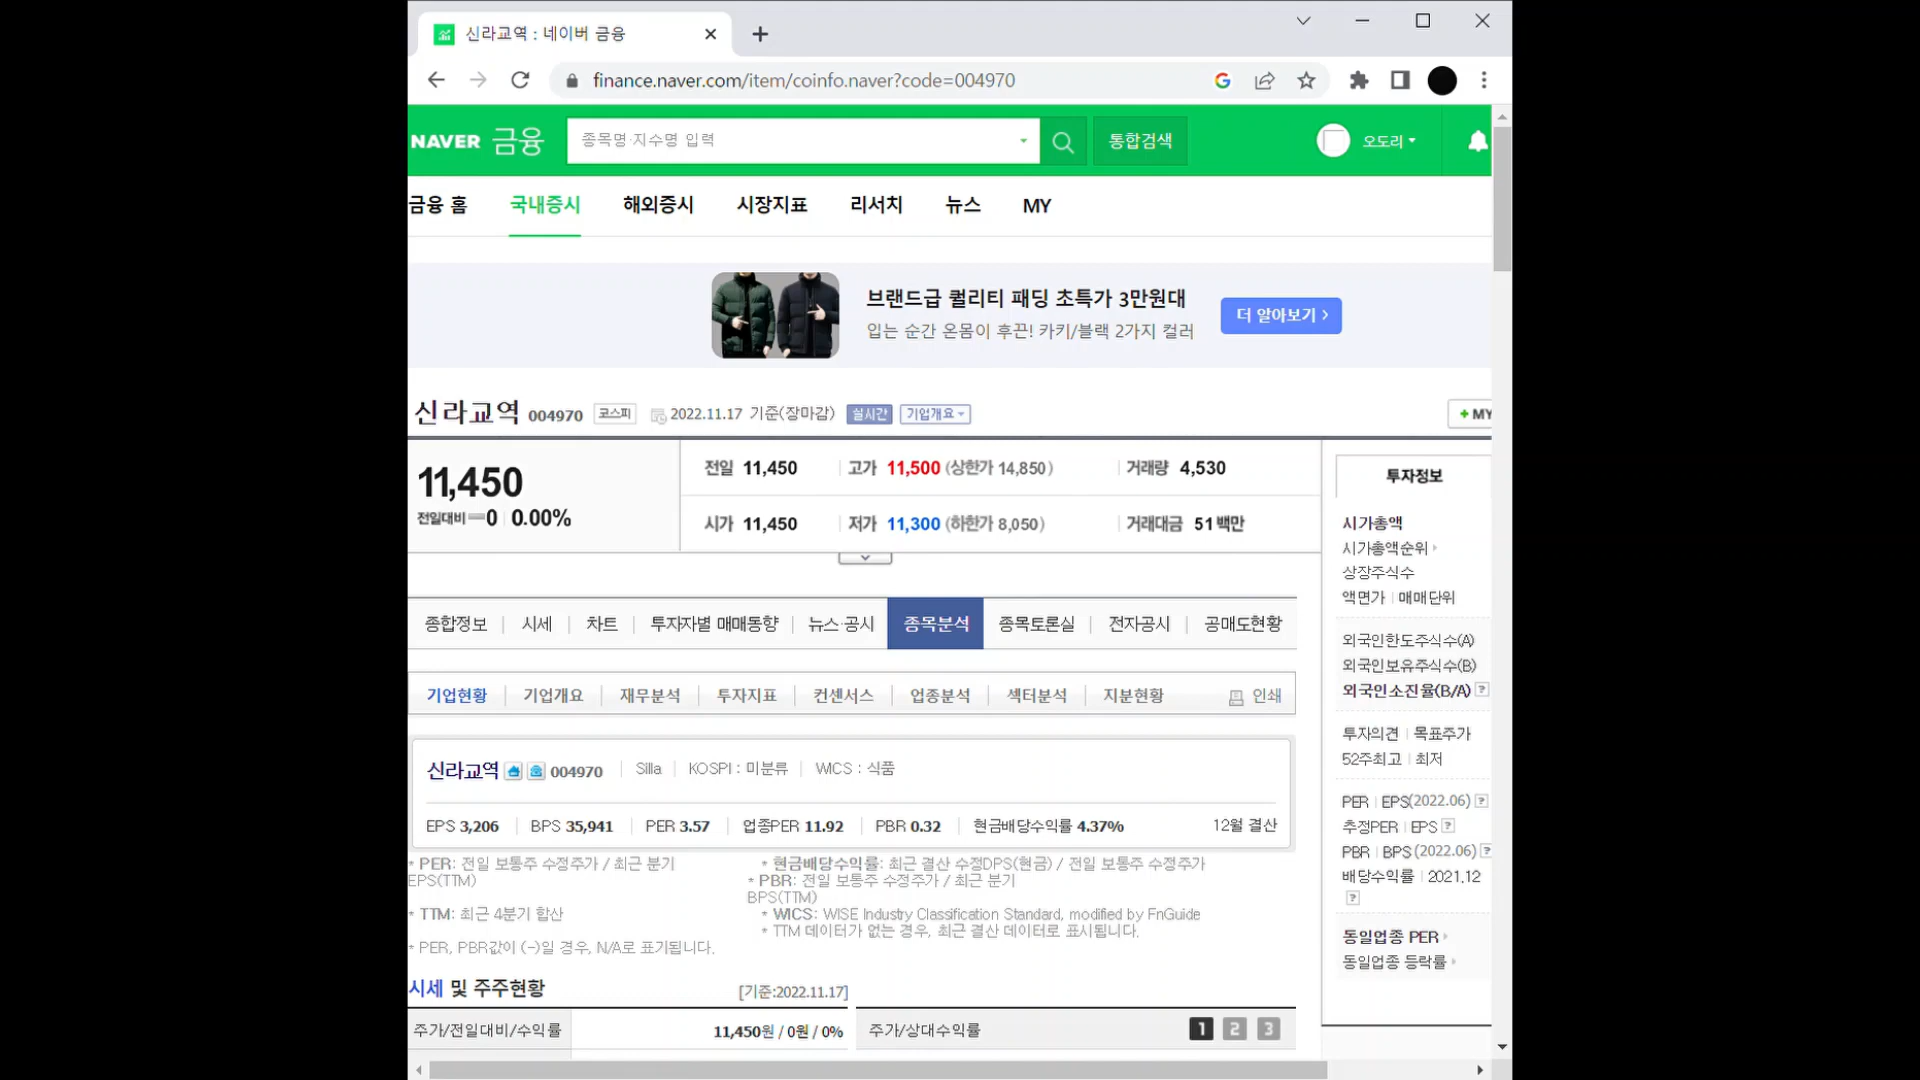 신라교역 : 네이버 금융
finance.naver.com/item/coinfo.naver?code=004970
NAVER 금융
종목명·지수명 입력
통합검색
오도리
금융 홈 국내증시 해외증시 시장지표 리서치 뉴스 MY
브랜드급 퀄리티 패딩 초특가 3만원대
입는 순간 온몸이 후끈! 카키/블랙 2가지 컬러
더 알아보기 >
신라교역 004970 코스피 2022.11.17 기준(장마감) 실시간 기업개요
+ MY
11,450
전일대비 0 0.00%
전일 11,450 고가 11,500 (상한가 14,850) 거래량 4,530
시가 11,450 저가 11,300 (하한가 8,050) 거래대금 51 백만
종합정보 시세 차트 투자자별 매매동향 뉴스·공시 종목분석 종목토론실 전자공시 공매도현황
기업현황 기업개요 재무분석 투자지표 컨센서스 업종분석 섹터분석 지분현황 인쇄
신라교역 004970 Silla KOSPI : 미분류 WICS : 식품
EPS 3,206 BPS 35,941 PER 3.57 업종PER 11.92 PBR 0.32 현금배당수익률 4.37% 12월 결산
* PER: 전일 보통주 수정주가 / 최근 분기
EPS(TTM)
* TTM: 최근 4분기 합산
* PER, PBR값이 (-)일 경우, N/A로 표기됩니다.
* 현금배당수익률: 최근 결산 수정DPS(현금) / 전일 보통주 수정주가
* PBR: 전일 보통주 수정주가 / 최근 분기
BPS(TTM)
* WICS: WISE Industry Classification Standard, modified by FnGuide
* TTM 데이터가 없는 경우, 최근 결산 데이터로 표시됩니다.
시세 및 주주현황 [기준:2022.11.17]
주가/전일대비/수익률 11,450원 / 0원 / 0%
주가/상대수익률 1 2 3
투자정보
시가총액
시가총액순위
상장주식수
액면가 매매단위
외국인한도주식수(A)
외국인보유주식수(B)
외국인소진율(B/A) ?
투자의견 목표주가
52주최고 최저
PER EPS(2022.06) ?
추정PER EPS ?
PBR BPS (2022.06) ?
배당수익률 2021.12
?
동일업종 PER
동일업종 등락률